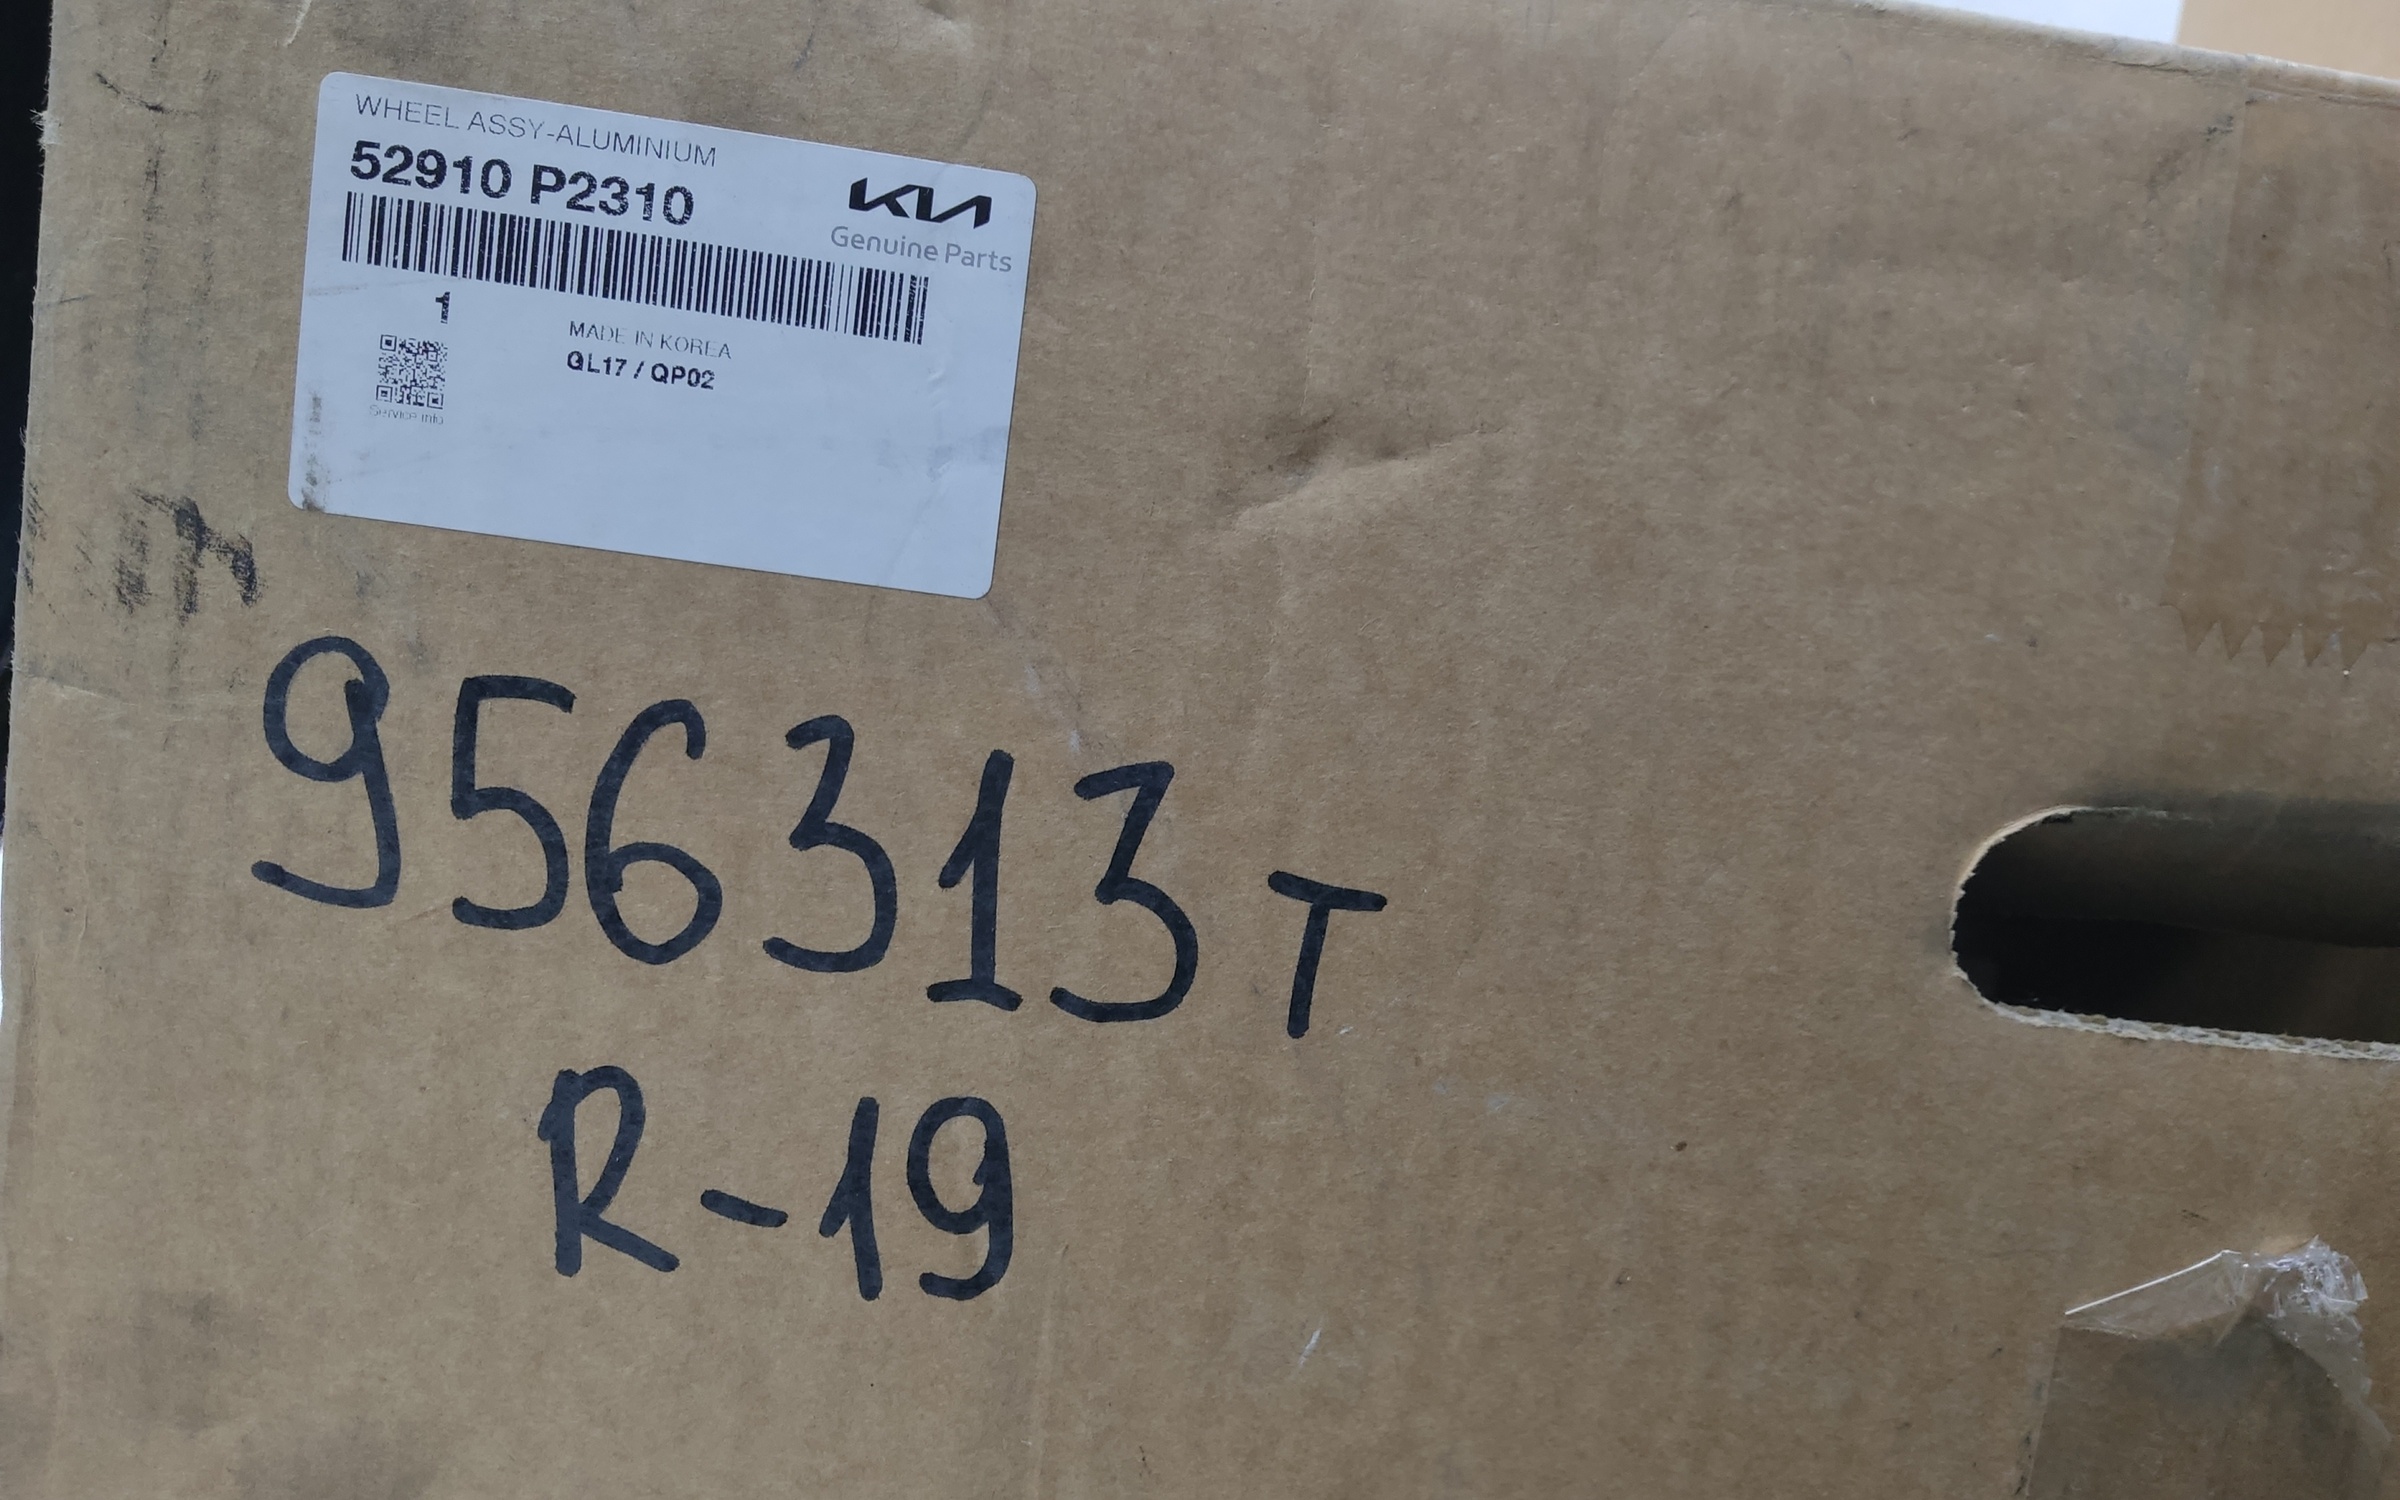 WHEEL ASSY-ALUMINIUM
52910 P2310
KIA
Genuine Parts
1
MADE IN KOREA
QL17 / QP02
Service Info
956313T
R-19